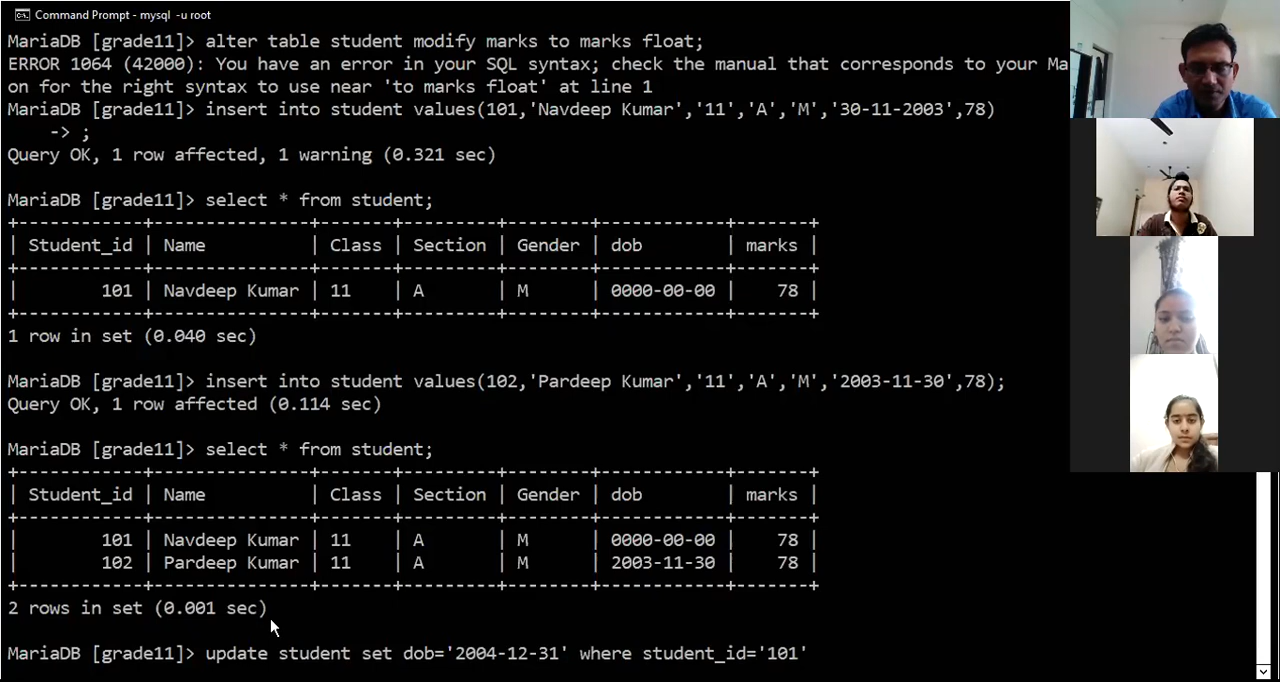 Command Prompt - mysql -u root
MariaDB [grade11]> alter table student modify marks to marks float;
ERROR 1064 (42000): You have an error in your SQL syntax; check the manual that corresponds to your Ma
on for the right syntax to use near 'to marks float' at line 1
MariaDB [grade11]> insert into student values(101,'Navdeep Kumar','11','A','M','30-11-2003',78)
    -> ;
Query OK, 1 row affected, 1 warning (0.321 sec)
MariaDB [grade11]> select * from student;
+------------+---------------+-------+---------+--------+------------+-------+
| Student_id | Name          | Class | Section | Gender | dob        | marks |
+------------+---------------+-------+---------+--------+------------+-------+
|        101 | Navdeep Kumar | 11    | A       | M      | 0000-00-00 |    78 |
+------------+---------------+-------+---------+--------+------------+-------+
1 row in set (0.040 sec)
MariaDB [grade11]> insert into student values(102,'Pardeep Kumar','11','A','M','2003-11-30',78);
Query OK, 1 row affected (0.114 sec)
MariaDB [grade11]> select * from student;
+------------+---------------+-------+---------+--------+------------+-------+
| Student_id | Name          | Class | Section | Gender | dob        | marks |
+------------+---------------+-------+---------+--------+------------+-------+
|        101 | Navdeep Kumar | 11    | A       | M      | 0000-00-00 |    78 |
|        102 | Pardeep Kumar | 11    | A       | M      | 2003-11-30 |    78 |
+------------+---------------+-------+---------+--------+------------+-------+
2 rows in set (0.001 sec)
MariaDB [grade11]> update student set dob='2004-12-31' where student_id='101'